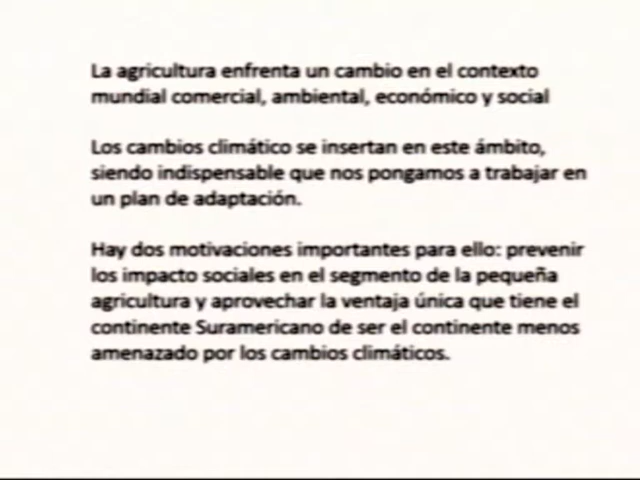 La agricultura enfrenta un cambio en el contexto
mundial comercial, ambiental, económico y social
Los cambios climático se insertan en este ámbito,
siendo indispensable que nos pongamos a trabajar en
un plan de adaptación.
Hay dos motivaciones importantes para ello: prevenir
los impacto sociales en el segmento de la pequeña
agricultura y aprovechar la ventaja única que tiene el
continente Suramericano de ser el continente menos
amenazado por los cambios climáticos.